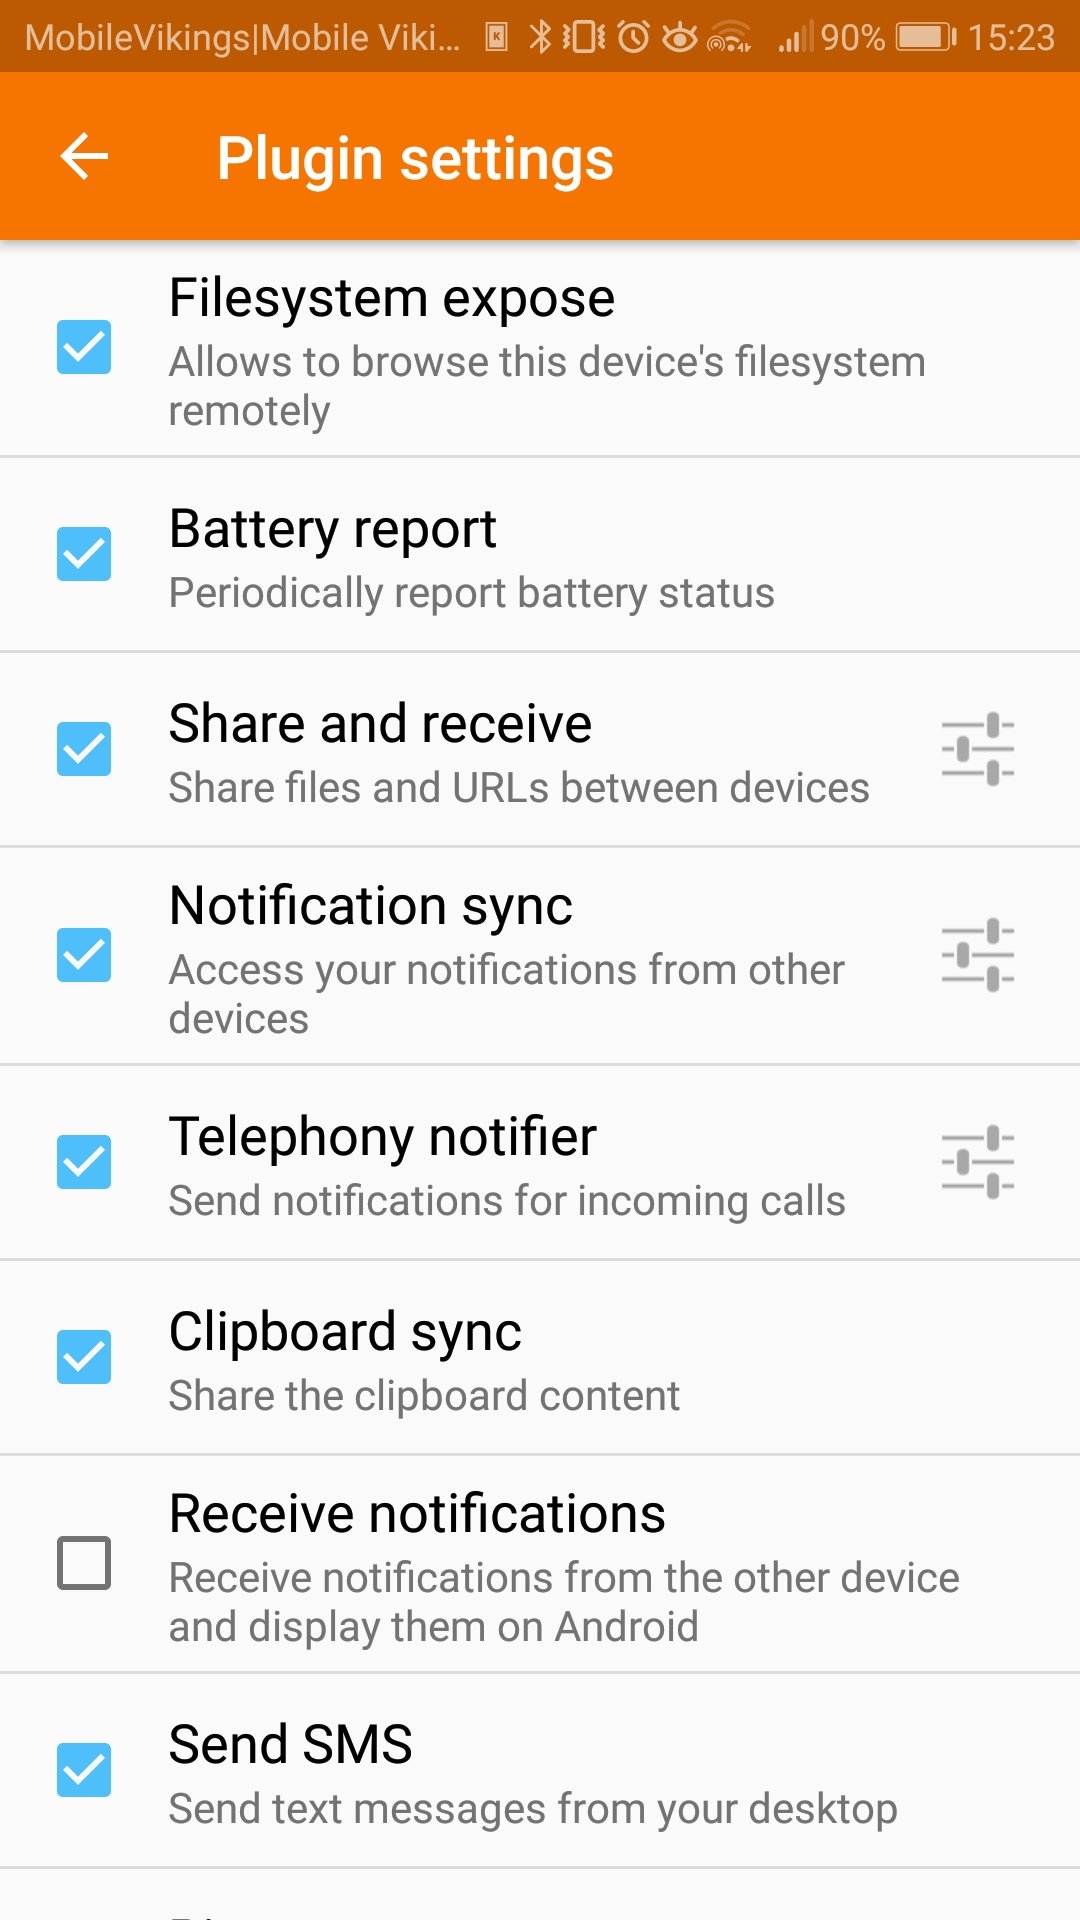 MobileVikings|Mobile Viki... 90% 15:23
Plugin settings
Filesystem expose
Allows to browse this device's filesystem
remotely
Battery report
Periodically report battery status
Share and receive
Share files and URLs between devices
Notification sync
Access your notifications from other
devices
Telephony notifier
Send notifications for incoming calls
Clipboard sync
Share the clipboard content
Receive notifications
Receive notifications from the other device
and display them on Android
Send SMS
Send text messages from your desktop